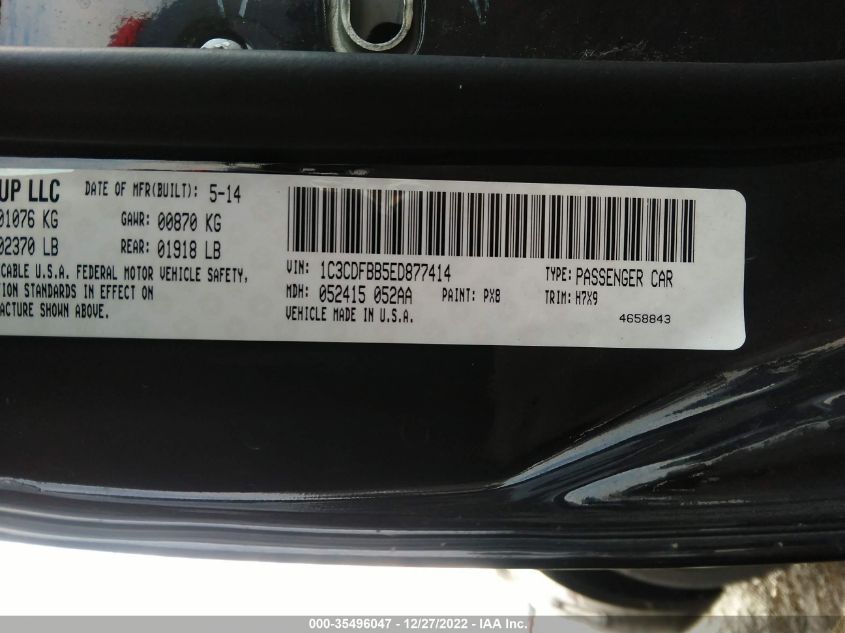 UP LLC DATE OF MFR(BUILT): 5-14
01076 KG GAWR: 00870 KG
02370 LB REAR: 01918 LB
CABLE U.S.A. FEDERAL MOTOR VEHICLE SAFETY,
TION STANDARDS IN EFFECT ON
FACTURE SHOWN ABOVE.
VIN: 1C3CDFBB5ED877414 TYPE: PASSENGER CAR
MDH: 052415 052AA PAINT: PX8 TRIM: H7X9
VEHICLE MADE IN U.S.A. 4658843
000-35496047 - 12/27/2022 - IAA Inc.